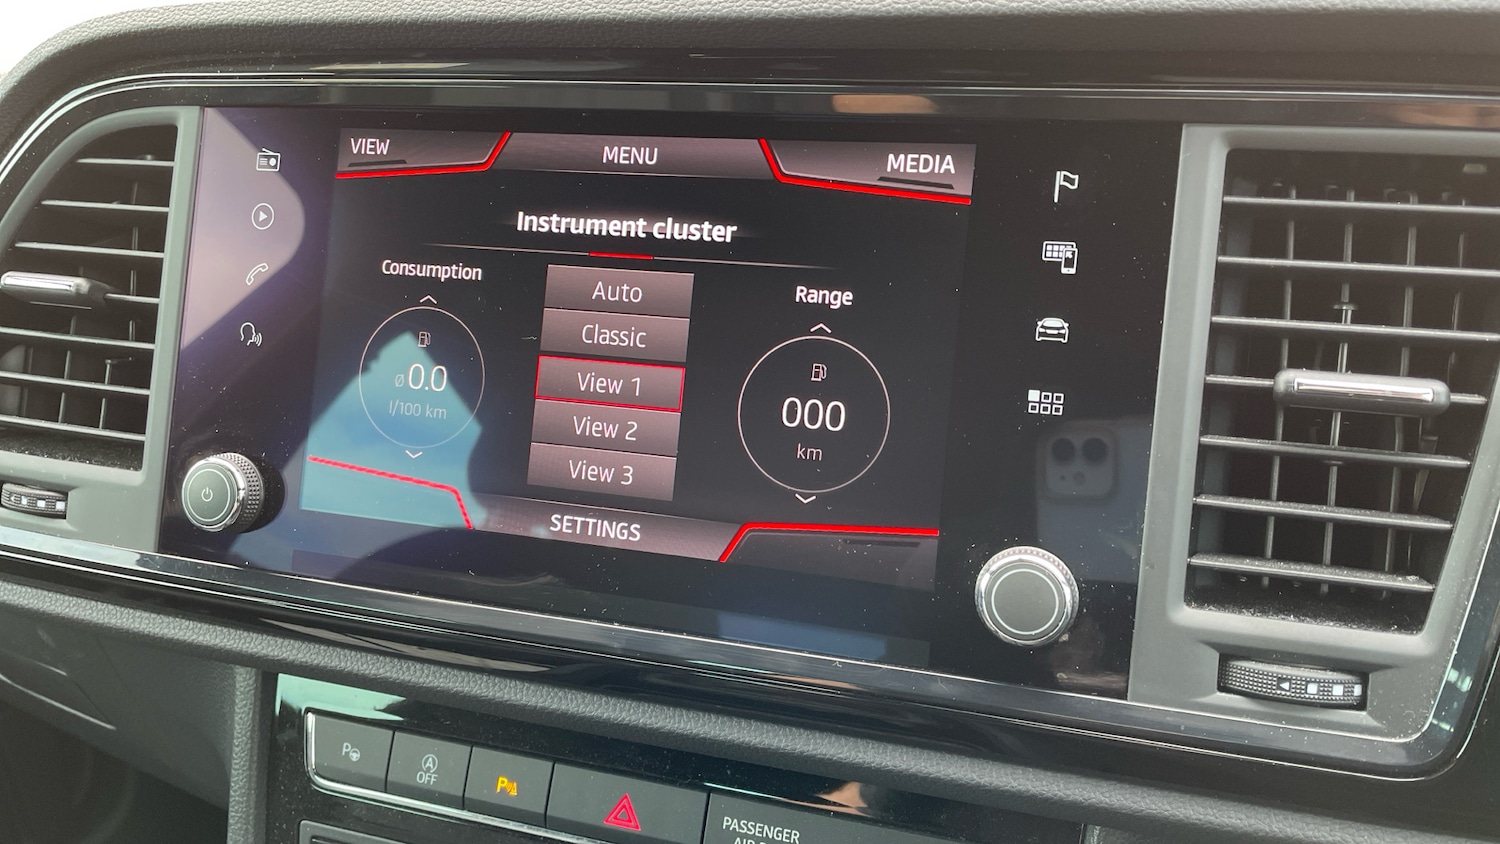 VIEW
MENU
MEDIA
Instrument cluster
Consumption
Ø 0.0
l/100 km
Auto
Classic
View 1
View 2
View 3
Range
000
km
SETTINGS
P
A
OFF
P
PASSENGER